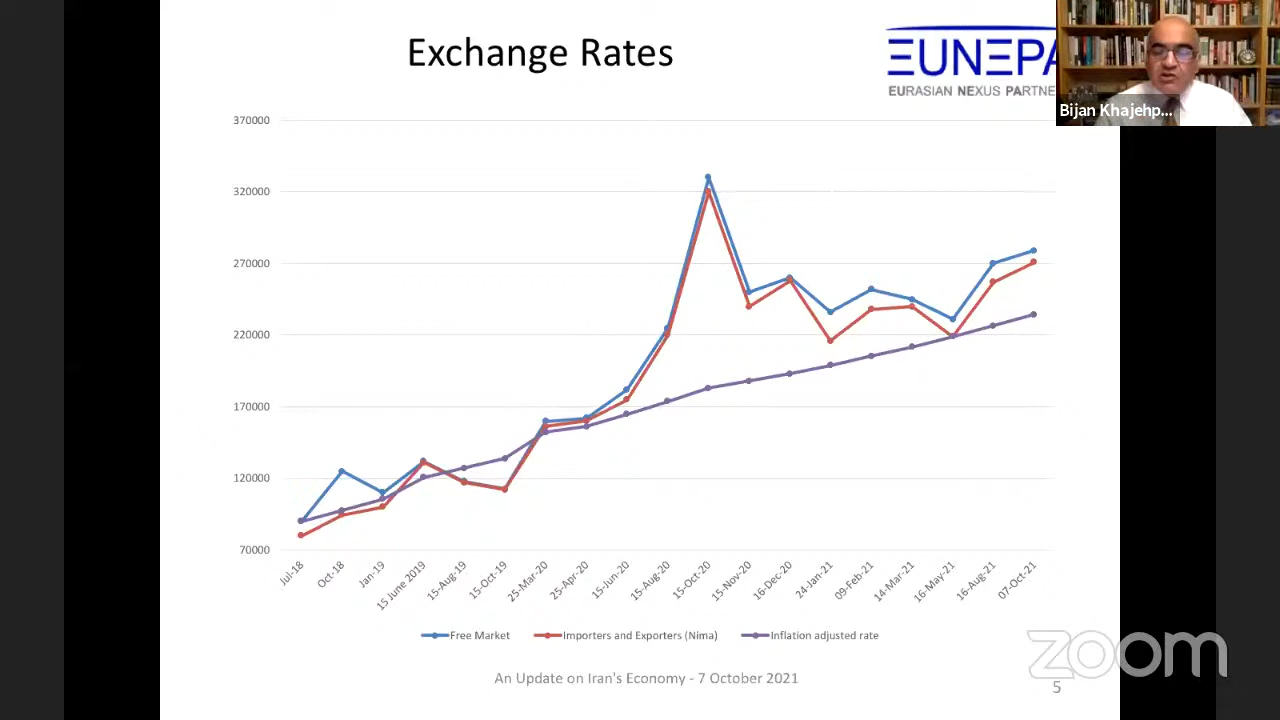 Exchange Rates
EUNEPA
EURASIAN NEXUS PARTNE
Bijan Khajehp...
370000
320000
270000
220000
170000
120000
70000
Jul-18
Oct-18
Jan-19
15 June 2019
15-Aug-19
15-Oct-19
25-Mar-20
25-Apr-20
15-Jun-20
15-Aug-20
15-Oct-20
15-Nov-20
16-Dec-20
24-Jan-21
09-Feb-21
14-Mar-21
16-May-21
16-Aug-21
07-Oct-21
Free Market
Importers and Exporters (Nima)
Inflation adjusted rate
zoom
An Update on Iran's Economy - 7 October 2021
5